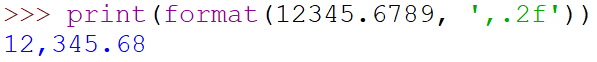 >>> print(format(12345.6789, ',.2f'))
12,345.68